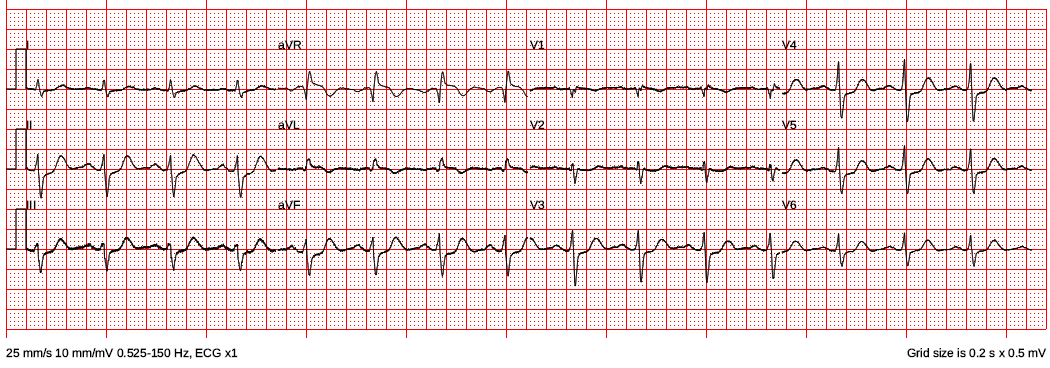 I aVR V1 V4
II aVL V2 V5
III aVF V3 V6
25 mm/s 10 mm/mV 0.525-150 Hz, ECG x1 Grid size is 0.2 s x 0.5 mV